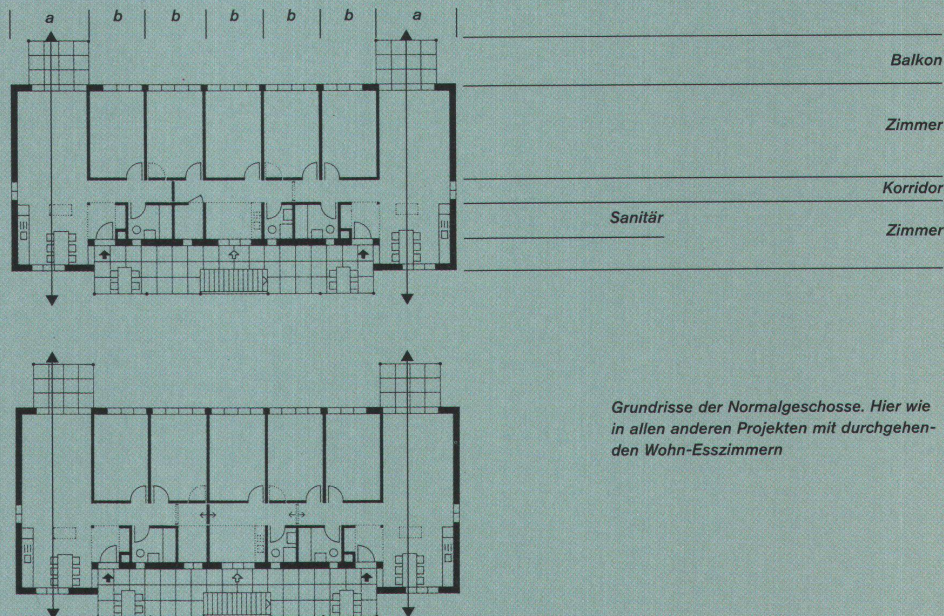 a b b b b b a
Balkon
Zimmer
Korridor
Sanitär
Zimmer
Grundrisse der Normalgeschosse. Hier wie
in allen anderen Projekten mit durchgehen-
den Wohn-Esszimmern